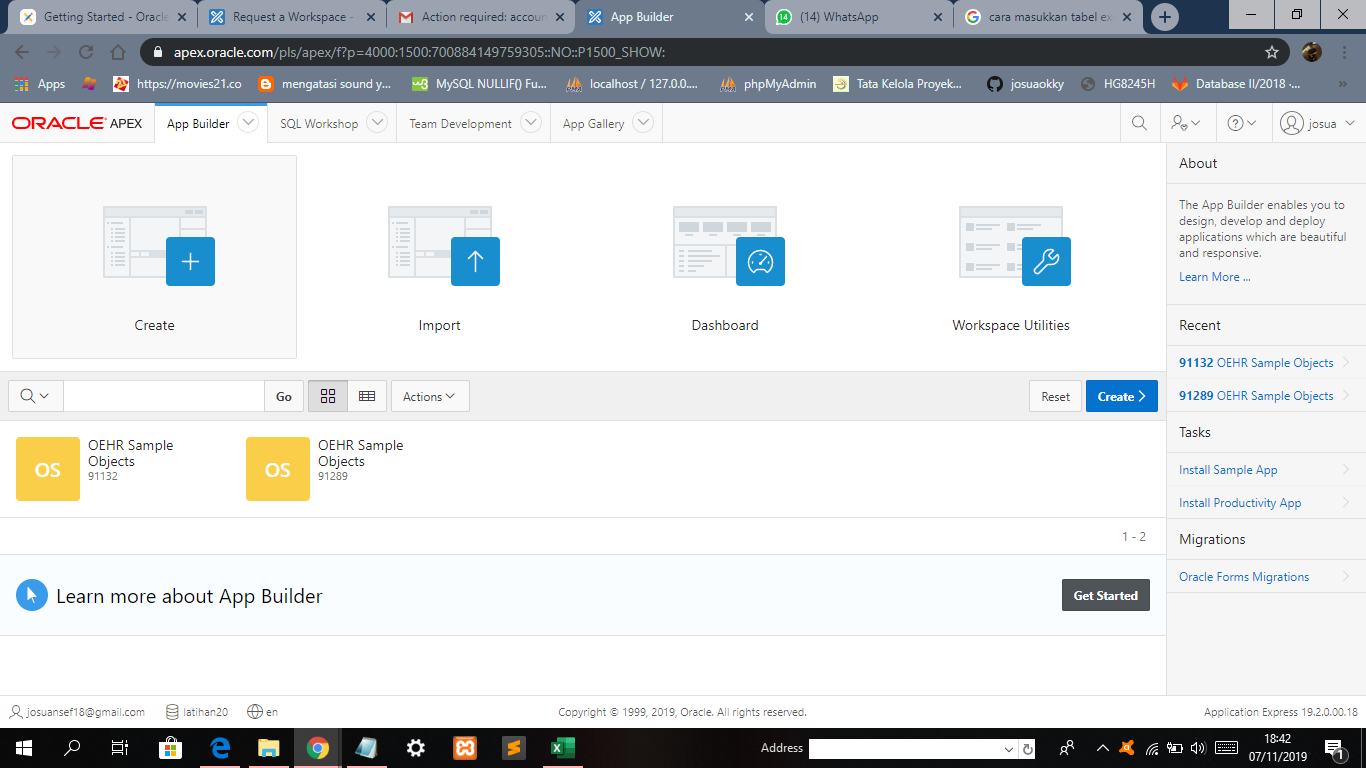 Getting Started - Oracle
Request a Workspace -
Action required: accoun
App Builder
(14) WhatsApp
cara masukkan tabel ex
apex.oracle.com/pls/apex/f?p=4000:1500:700884149759305::NO::P1500_SHOW:
Apps
https://movies21.co
mengatasi sound y...
MySQL NULLIF() Fu...
localhost / 127.0.0....
phpMyAdmin
Tata Kelola Proyek...
josuaokky
HG8245H
Database II/2018 -...
»
ORACLE APEX
App Builder
SQL Workshop
Team Development
App Gallery
josua
Create
Import
Dashboard
Workspace Utilities
Go
Actions
Reset
Create
OS
OEHR Sample
Objects
91132
OS
OEHR Sample
Objects
91289
1 - 2
Learn more about App Builder
Get Started
About
The App Builder enables you to
design, develop and deploy
applications which are beautiful
and responsive.
Learn More ...
Recent
91132 OEHR Sample Objects
91289 OEHR Sample Objects
Tasks
Install Sample App
Install Productivity App
Migrations
Oracle Forms Migrations
josuansef18@gmail.com
latihan20
en
Copyright © 1999, 2019, Oracle. All rights reserved.
Application Express 19.2.0.00.18
Address
18:42
07/11/2019
1